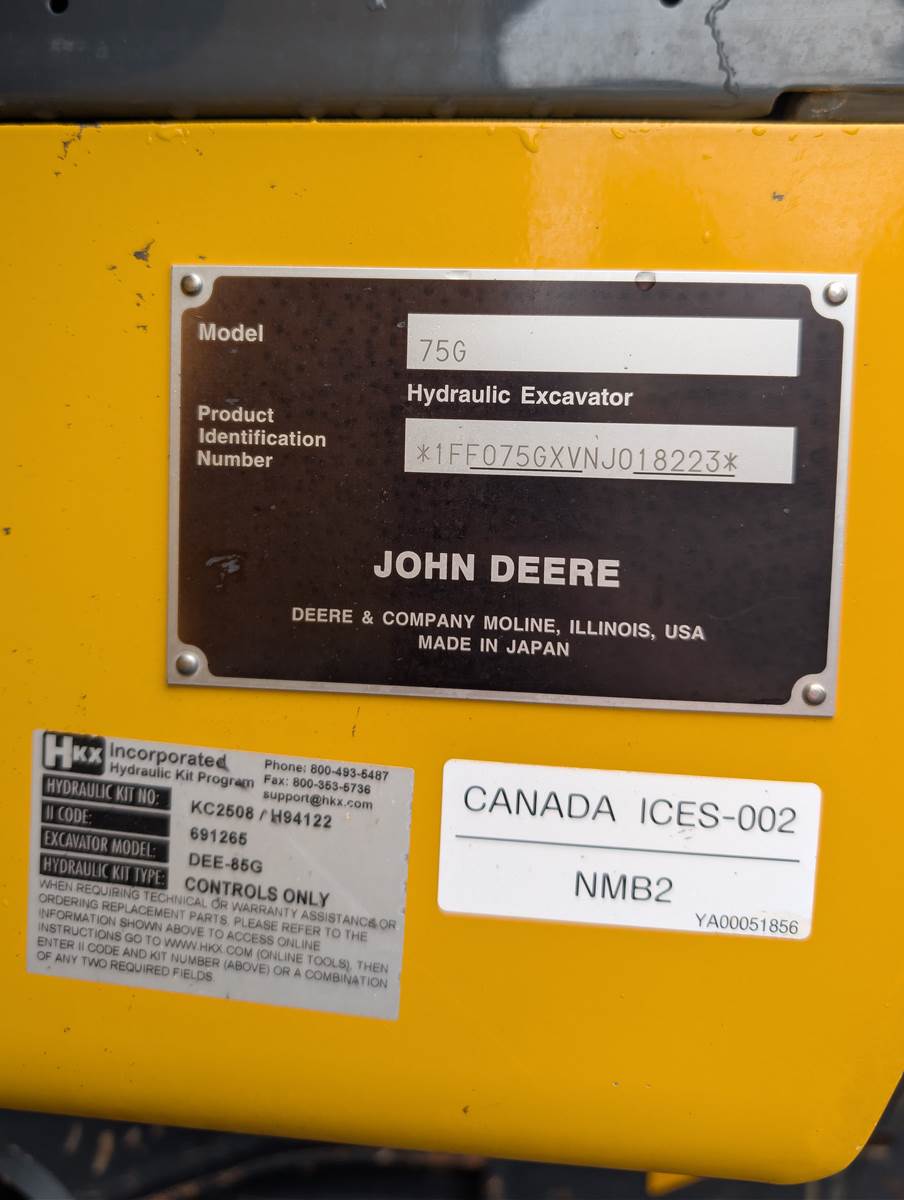 Model
75G
Hydraulic Excavator
Product
Identification
Number
*1FF075GXVNJ018223*
JOHN DEERE
DEERE & COMPANY MOLINE, ILLINOIS, USA
MADE IN JAPAN
HKX Incorporated
Hydraulic Kit Program
Phone: 800-493-5487
Fax: 800-353-5736
support@hkx.com
HYDRAULIC KIT NO: KC2508 / H94122
II CODE: 691265
EXCAVATOR MODEL: DEE-85G
HYDRAULIC KIT TYPE: CONTROLS ONLY
WHEN REQUIRING TECHNICAL OR WARRANTY ASSISTANCE OR
ORDERING REPLACEMENT PARTS, PLEASE REFER TO THE
INFORMATION SHOWN ABOVE TO ACCESS ONLINE
INSTRUCTIONS GO TO WWW.HKX.COM (ONLINE TOOLS), THEN
ENTER II CODE AND KIT NUMBER (ABOVE) OR A COMBINATION
OF ANY TWO REQUIRED FIELDS.
CANADA ICES-002
NMB2
YA00051856